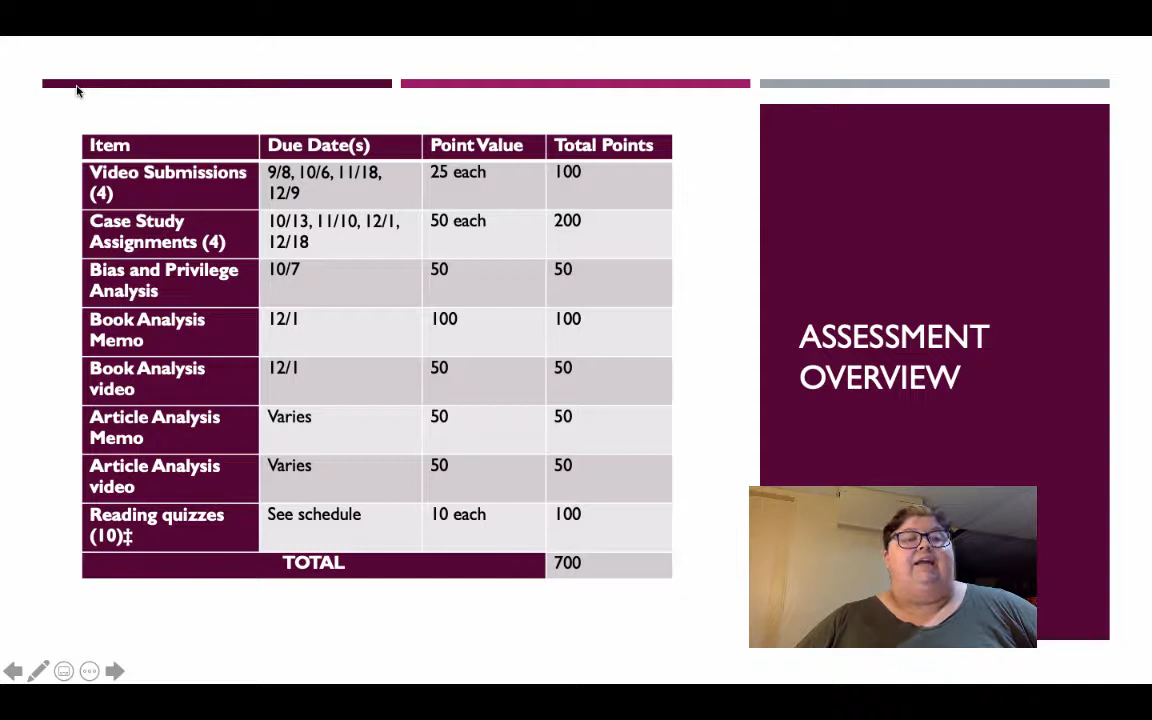 Item Due Date(s) Point Value Total Points
Video Submissions (4) 9/8, 10/6, 11/18, 12/9 25 each 100
Case Study Assignments (4) 10/13, 11/10, 12/1, 12/18 50 each 200
Bias and Privilege Analysis 10/7 50 50
Book Analysis Memo 12/1 100 100
Book Analysis video 12/1 50 50
Article Analysis Memo Varies 50 50
Article Analysis video Varies 50 50
Reading quizzes (10)‡ See schedule 10 each 100
TOTAL 700
ASSESSMENT
OVERVIEW